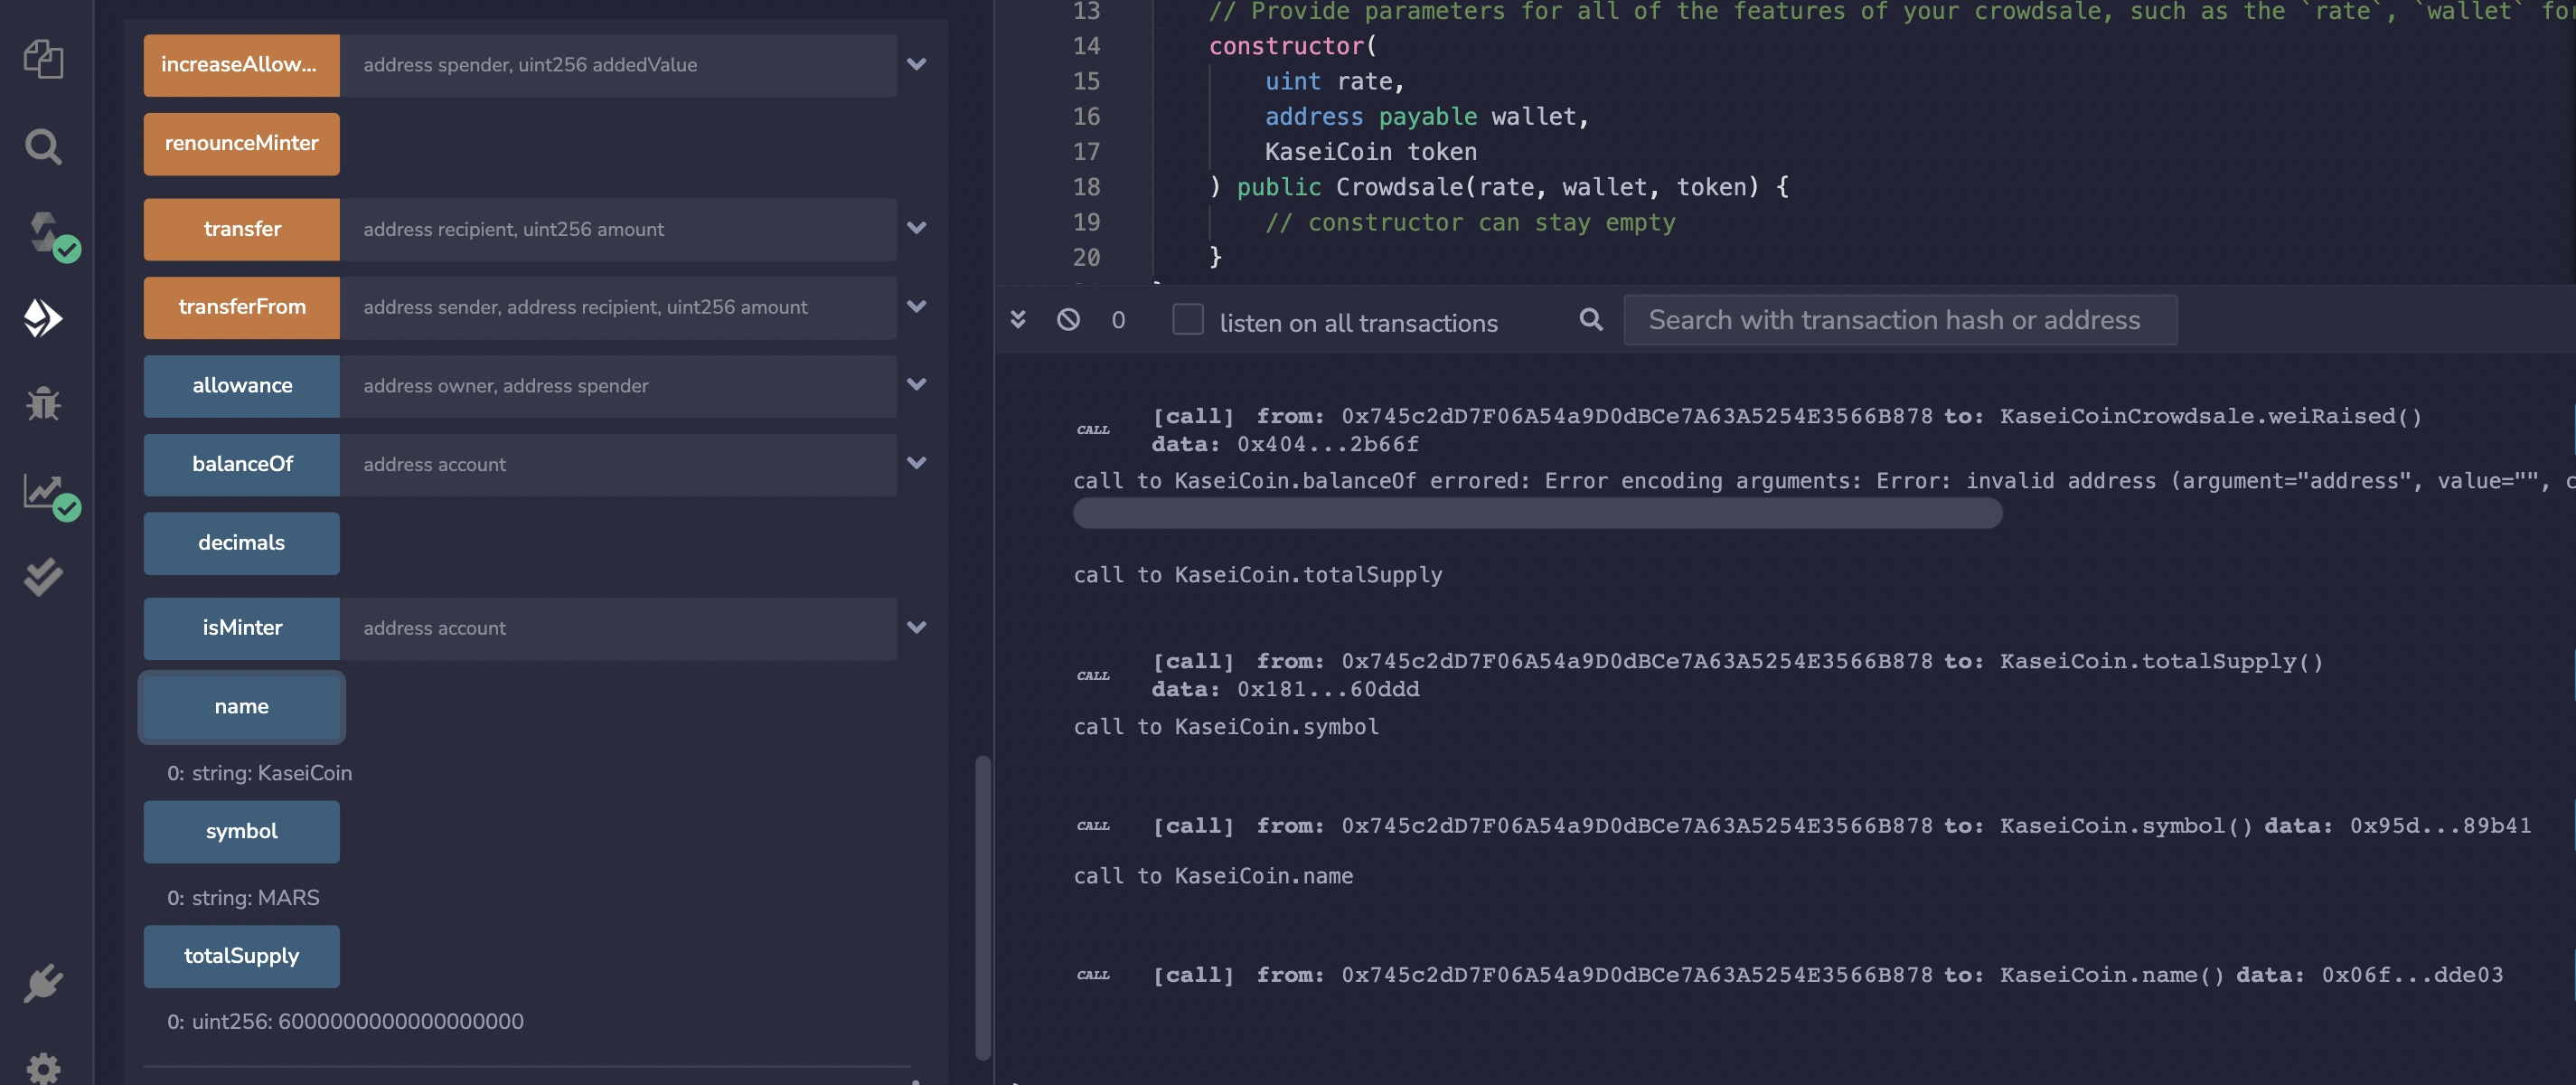 increaseAllow...
address spender, uint256 addedValue
renounceMinter
transfer
address recipient, uint256 amount
transferFrom
address sender, address recipient, uint256 amount
allowance
address owner, address spender
balanceOf
address account
decimals
isMinter
address account
name
0: string: KaseiCoin
symbol
0: string: MARS
totalSupply
0: uint256: 6000000000000000000
13 // Provide parameters for all of the features of your crowdsale, such as the `rate`, `wallet` fo
14 constructor(
15 uint rate,
16 address payable wallet,
17 KaseiCoin token
18 ) public Crowdsale(rate, wallet, token) {
19 // constructor can stay empty
20 }
0
listen on all transactions
Search with transaction hash or address
CALL
[call] from: 0x745c2dD7F06A54a9D0dBCe7A63A5254E3566B878 to: KaseiCoinCrowdsale.weiRaised()
data: 0x404...2b66f
call to KaseiCoin.balanceOf errored: Error encoding arguments: Error: invalid address (argument="address", value="", c
call to KaseiCoin.totalSupply
CALL
[call] from: 0x745c2dD7F06A54a9D0dBCe7A63A5254E3566B878 to: KaseiCoin.totalSupply()
data: 0x181...60ddd
call to KaseiCoin.symbol
CALL
[call] from: 0x745c2dD7F06A54a9D0dBCe7A63A5254E3566B878 to: KaseiCoin.symbol() data: 0x95d...89b41
call to KaseiCoin.name
CALL
[call] from: 0x745c2dD7F06A54a9D0dBCe7A63A5254E3566B878 to: KaseiCoin.name() data: 0x06f...dde03